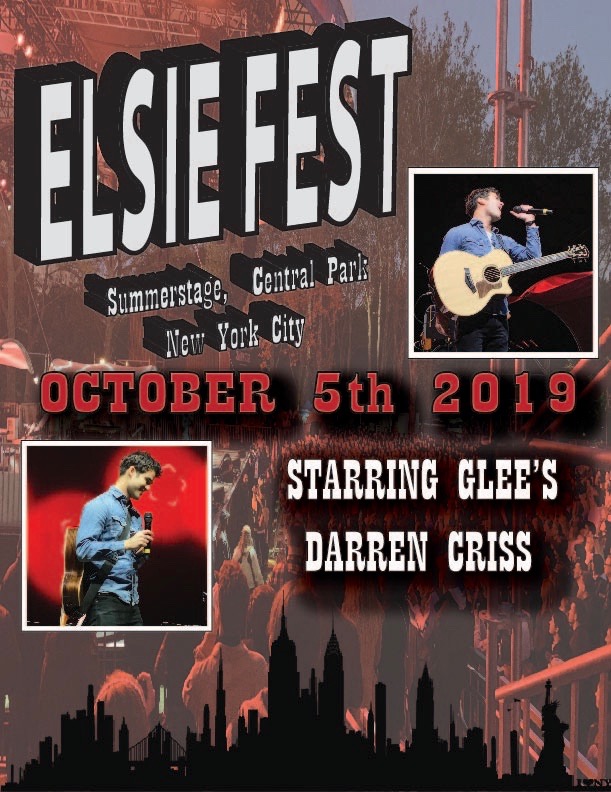 ELSIE FEST
Summerstage, Central Park
New York City
OCTOBER 5th 2019
STARRING GLEE'S
DARREN CRISS